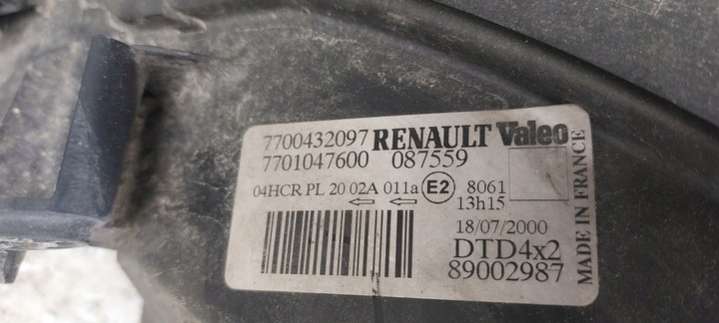 7700432097 RENAULT Valeo
7701047600 087559
04HCR PL 20 02A 011a E2 8061
13h15
18/07/2000
DTD4x2
89002987
MADE IN FRANCE